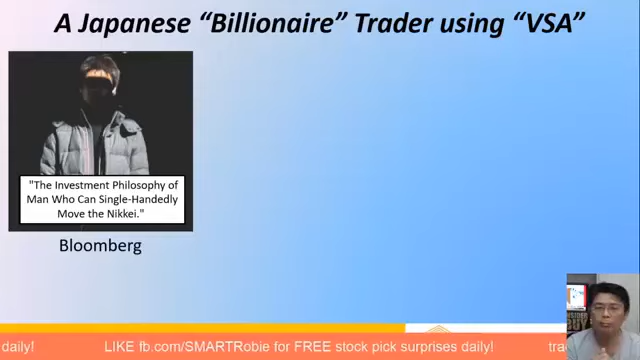 A Japanese “Billionaire” Trader using “VSA”
"The Investment Philosophy of
Man Who Can Single-Handedly
Move the Nikkei."
Bloomberg
daily! LIKE fb.com/SMARTRobie for FREE stock pick surprises daily!